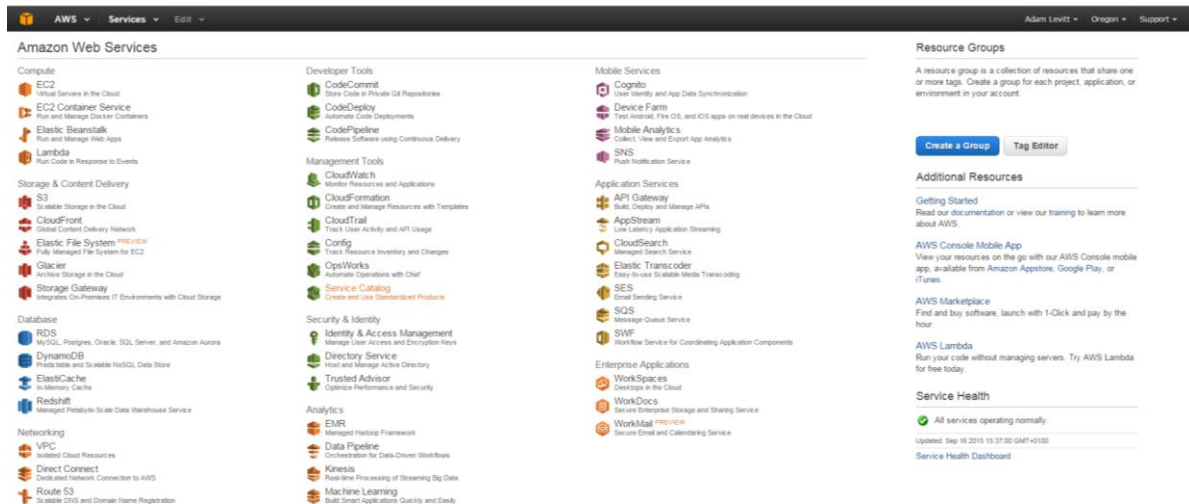 AWS Services Edit Adam Levitt Oregon Support
Amazon Web Services
Compute
EC2
Virtual Servers in the Cloud
EC2 Container Service
Run and Manage Docker Containers
Elastic Beanstalk
Run and Manage Web Apps
Lambda
Run Code in Response to Events
Storage & Content Delivery
S3
Scalable Storage in the Cloud
CloudFront
Global Content Delivery Network
Elastic File System PREVIEW
Fully Managed File System for EC2
Glacier
Archive Storage in the Cloud
Storage Gateway
Integrates On-Premises IT Environments with Cloud Storage
Database
RDS
MySQL, Postgres, Oracle, SQL Server, and Amazon Aurora
DynamoDB
Predictable and Scalable NoSQL Data Store
ElastiCache
In-Memory Cache
Redshift
Managed Petabyte-Scale Data Warehouse Service
Networking
VPC
Isolated Cloud Resources
Direct Connect
Dedicated Network Connection to AWS
Route 53
Scalable DNS and Domain Name Registration
Developer Tools
CodeCommit
Store Code in Private Git Repositories
CodeDeploy
Automate Code Deployments
CodePipeline
Release Software using Continuous Delivery
Management Tools
CloudWatch
Monitor Resources and Applications
CloudFormation
Create and Manage Resources with Templates
CloudTrail
Track User Activity and API Usage
Config
Track Resource Inventory and Changes
OpsWorks
Automate Operations with Chef
Service Catalog
Create and Use Standardized Products
Security & Identity
Identity & Access Management
Manage User Access and Encryption Keys
Directory Service
Host and Manage Active Directory
Trusted Advisor
Optimize Performance and Security
Analytics
EMR
Managed Hadoop Framework
Data Pipeline
Orchestration for Data-Driven Workflows
Kinesis
Real-time Processing of Streaming Big Data
Machine Learning
Build Smart Applications Quickly and Easily
Mobile Services
Cognito
User Identity and App Data Synchronization
Device Farm
Test Android, Fire OS, and iOS apps on real devices in the Cloud
Mobile Analytics
Collect, View and Export App Analytics
SNS
Push Notification Service
Application Services
API Gateway
Build, Deploy and Manage APIs
AppStream
Low Latency Application Streaming
CloudSearch
Managed Search Service
Elastic Transcoder
Easy-to-use Scalable Media Transcoding
SES
Email Sending Service
SQS
Message Queue Service
SWF
Workflow Service for Coordinating Application Components
Enterprise Applications
WorkSpaces
Desktops in the Cloud
WorkDocs
Secure Enterprise Storage and Sharing Service
WorkMail PREVIEW
Secure Email and Calendaring Service
Resource Groups
A resource group is a collection of resources that share one
or more tags. Create a group for each project, application, or
environment in your account.
Create a Group Tag Editor
Additional Resources
Getting Started
Read our documentation or view our training to learn more
about AWS.
AWS Console Mobile App
View your resources on the go with our AWS Console mobile
app, available from Amazon Appstore, Google Play, or
iTunes.
AWS Marketplace
Find and buy software, launch with 1-Click and pay by the
hour.
AWS Lambda
Run your code without managing servers. Try AWS Lambda
for free today.
Service Health
All services operating normally.
Updated: Sep 16 2015 15:37:00 GMT+0100
Service Health Dashboard